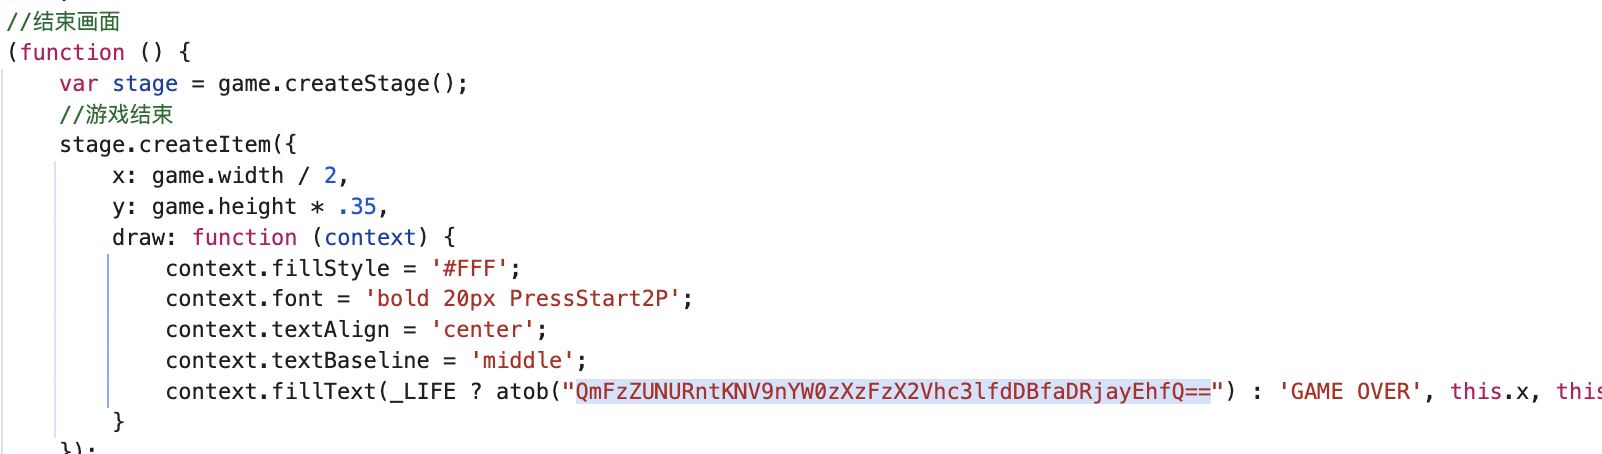 //结束画面
(function () {
    var stage = game.createStage();
    //游戏结束
    stage.createItem({
        x: game.width / 2,
        y: game.height * .35,
        draw: function (context) {
            context.fillStyle = '#FFF';
            context.font = 'bold 20px PressStart2P';
            context.textAlign = 'center';
            context.textBaseline = 'middle';
            context.fillText(_LIFE ? atob("QmFzZUNURntKNV9nYW0zXzFzX2Vhc3lfdDBfaDRjayEhfQ==") : 'GAME OVER', this.x, this
        }
    });